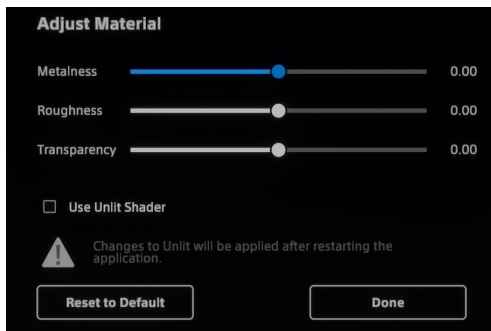 Adjust Material
Metalness 0.00
Roughness 0.00
Transparency 0.00
Use Unlit Shader
Changes to Unlit will be applied after restarting the
application.
Reset to Default Done